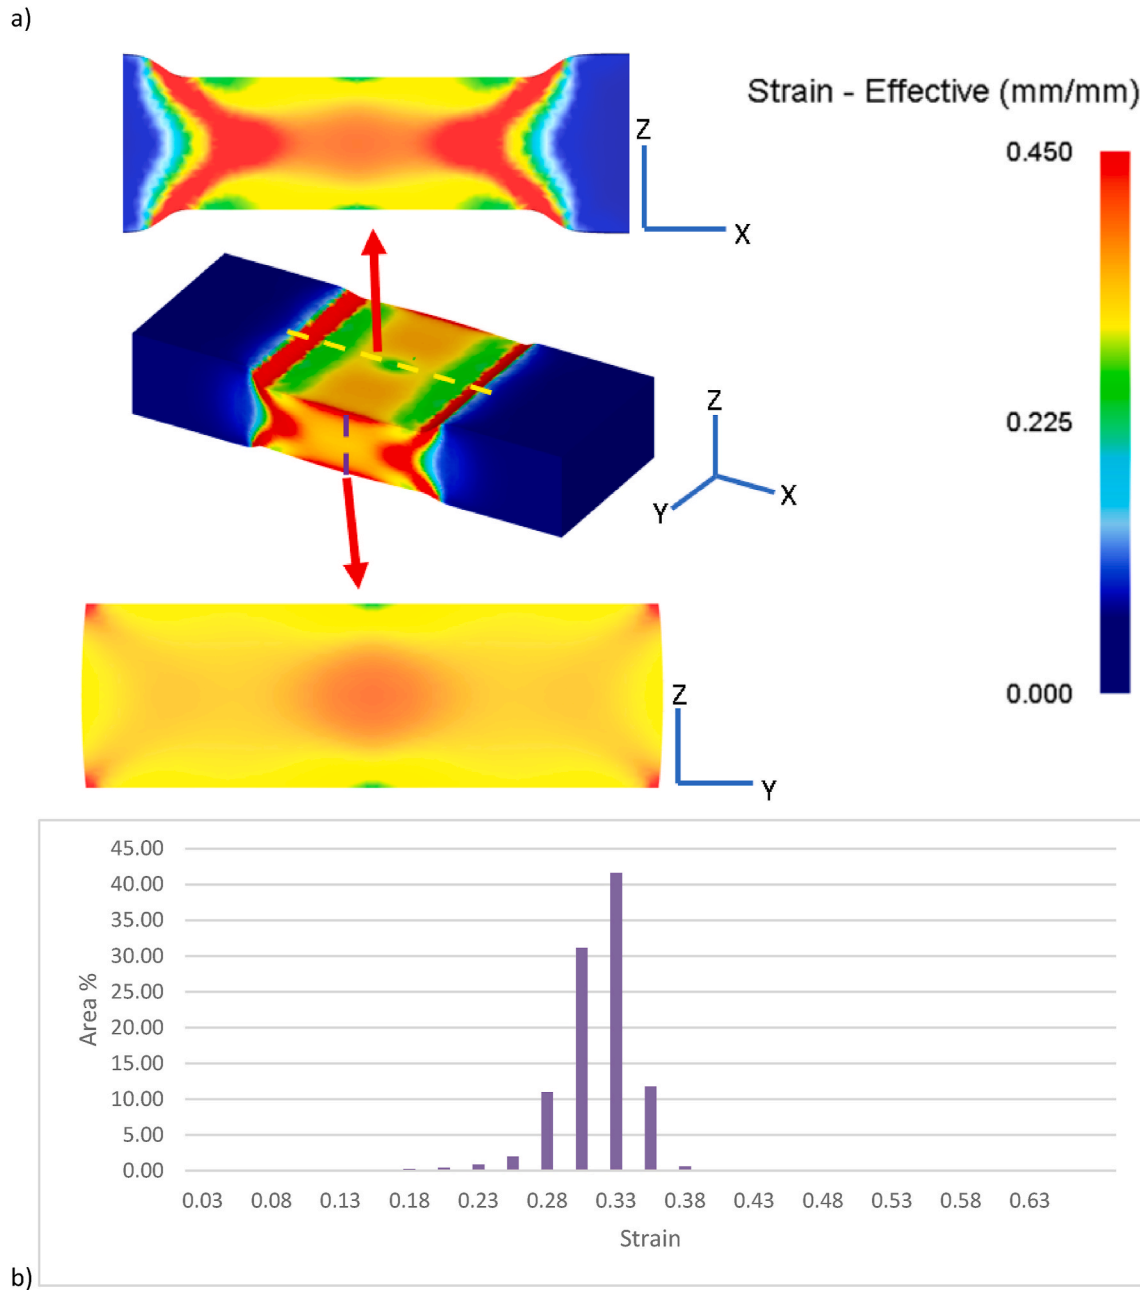 a)
Strain - Effective (mm/mm)
0.450
0.225
0.000
Z
X
Z
Y
X
Z
Y
45.00
40.00
35.00
30.00
25.00
20.00
15.00
10.00
5.00
0.00
Area %
0.03 0.08 0.13 0.18 0.23 0.28 0.33 0.38 0.43 0.48 0.53 0.58 0.63
Strain
b)